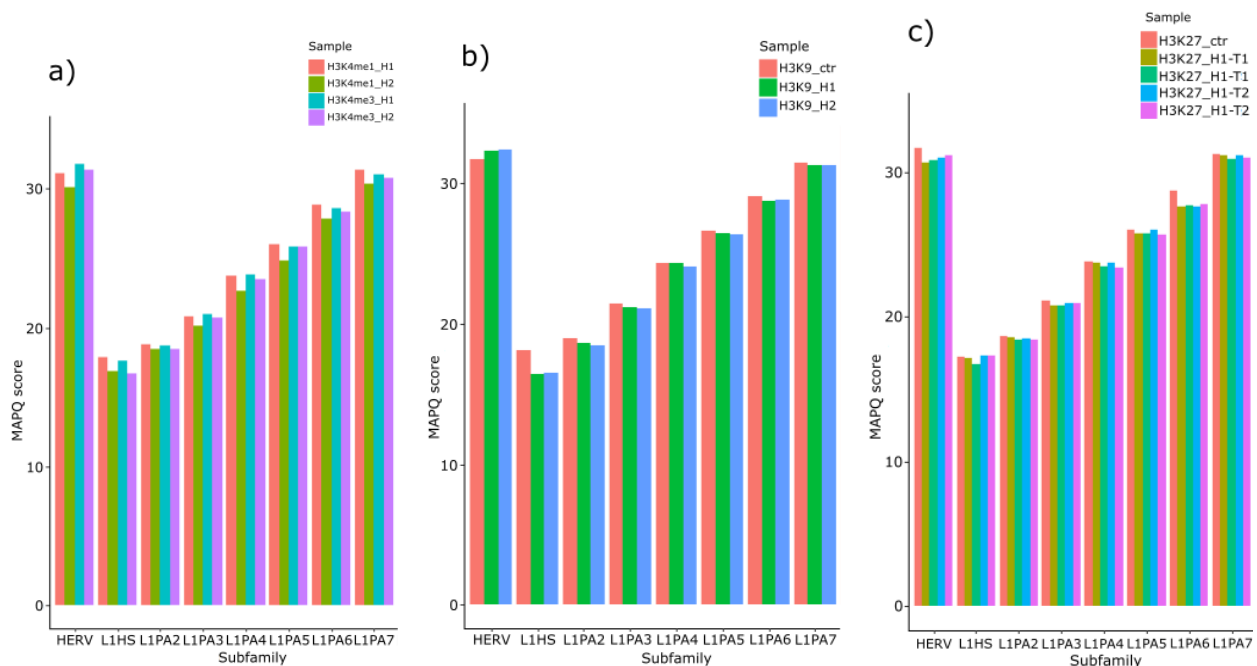 a)
Sample
H3K4me1_H1
H3K4me1_H2
H3K4me3_H1
H3K4me3_H2
MAPQ score
30
20
10
0
HERV L1HS L1PA2 L1PA3 L1PA4 L1PA5 L1PA6 L1PA7
Subfamily
b)
Sample
H3K9_ctr
H3K9_H1
H3K9_H2
MAPQ score
30
20
10
0
HERV L1HS L1PA2 L1PA3 L1PA4 L1PA5 L1PA6 L1PA7
Subfamily
c)
Sample
H3K27_ctr
H3K27_H1-T1
H3K27_H1-T1
H3K27_H1-T2
H3K27_H1-T2
MAPQ score
30
20
10
0
HERV L1HS L1PA2 L1PA3 L1PA4 L1PA5 L1PA6 L1PA7
Subfamily